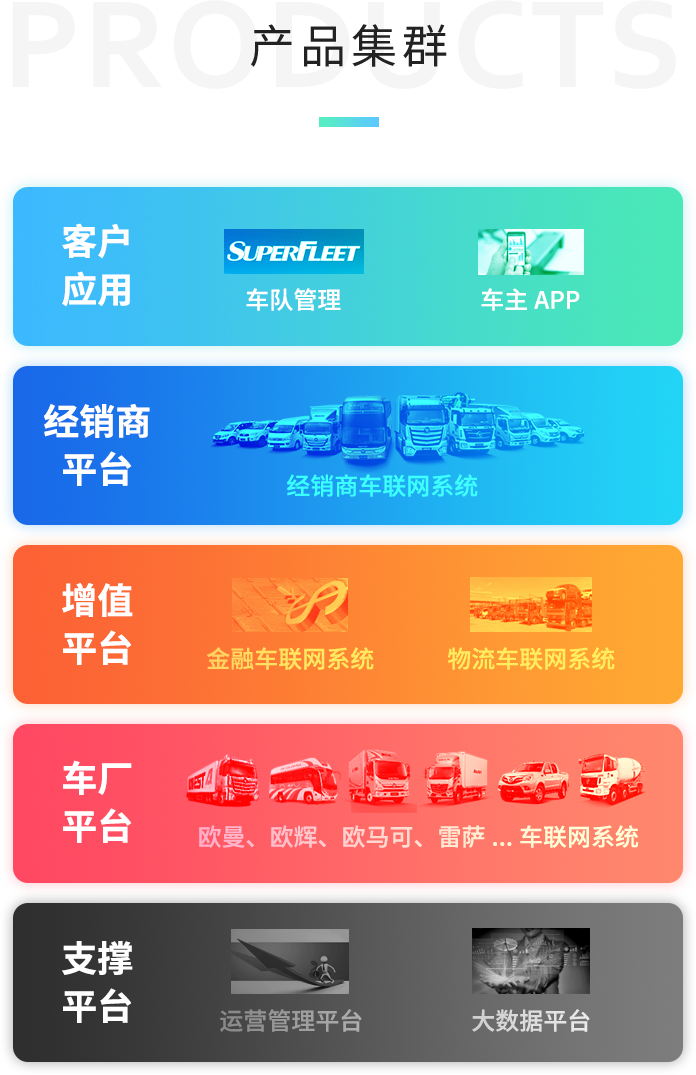 PRODUCTS
产品集群
客户
应用
SUPERFLEET
车队管理
车主 APP
经销商
平台
经销商车联网系统
增值
平台
金融车联网系统
物流车联网系统
车厂
平台
欧曼、欧辉、欧马可、雷萨 ... 车联网系统
支撑
平台
运营管理平台
大数据平台